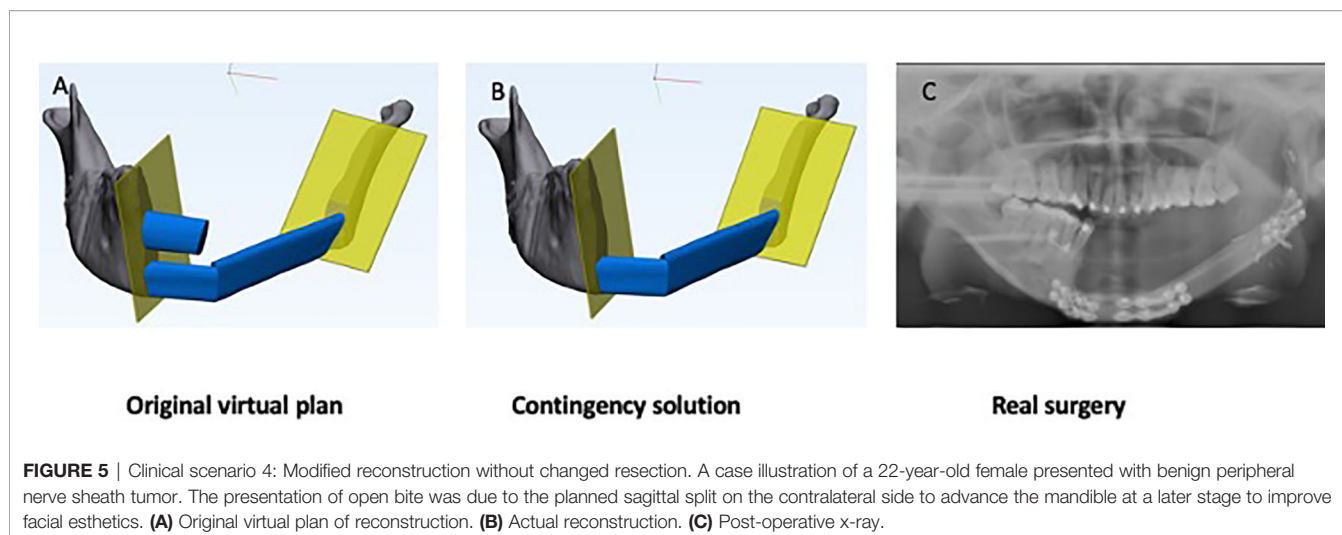 A
B
C
Original virtual plan
Contingency solution
Real surgery
FIGURE 5 | Clinical scenario 4: Modified reconstruction without changed resection. A case illustration of a 22-year-old female presented with benign peripheral
nerve sheath tumor. The presentation of open bite was due to the planned sagittal split on the contralateral side to advance the mandible at a later stage to improve
facial esthetics. (A) Original virtual plan of reconstruction. (B) Actual reconstruction. (C) Post-operative x-ray.